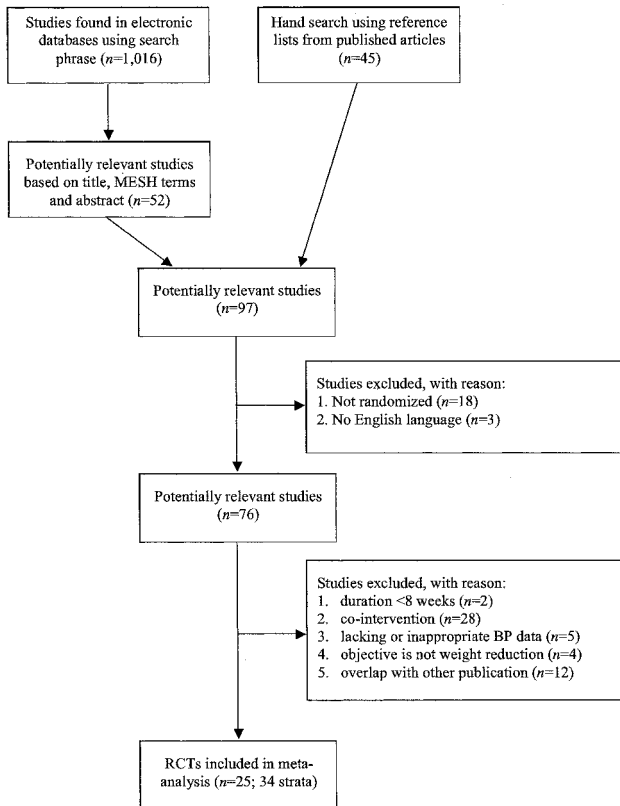 Studies found in electronic
databases using search
phrase (n=1,016)
Hand search using reference
lists from published articles
(n=45)
Potentially relevant studies
based on title, MESH terms
and abstract (n=52)
Potentially relevant studies
(n=97)
Studies excluded, with reason:
1. Not randomized (n=18)
2. No English language (n=3)
Potentially relevant studies
(n=76)
Studies excluded, with reason:
1. duration <8 weeks (n=2)
2. co-intervention (n=28)
3. lacking or inappropriate BP data (n=5)
4. objective is not weight reduction (n=4)
5. overlap with other publication (n=12)
RCTs included in meta-
analysis (n=25; 34 strata)